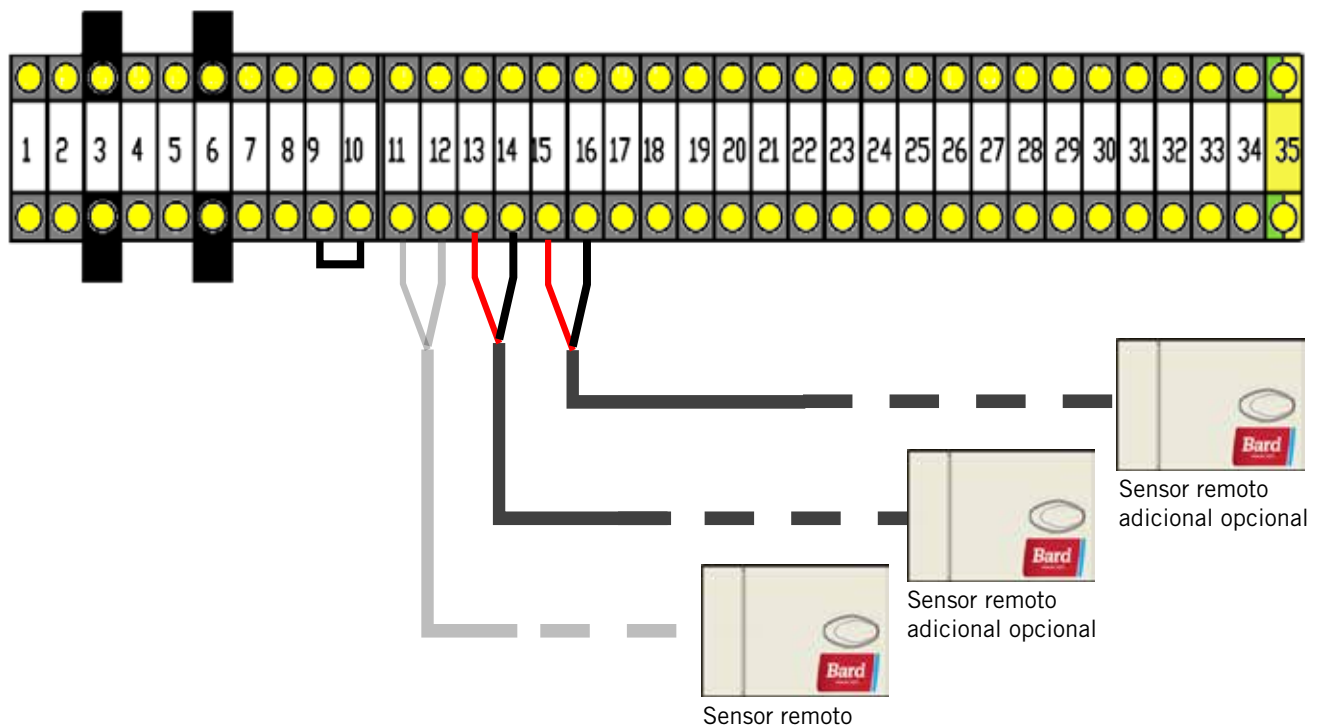 1 2 3 4 5 6 7 8 9 10 11 12 13 14 15 16 17 18 19 20 21 22 23 24 25 26 27 28 29 30 31 32 33 34 35
Bard
Sensor remoto
adicional opcional
Bard
Sensor remoto
adicional opcional
Bard
Sensor remoto